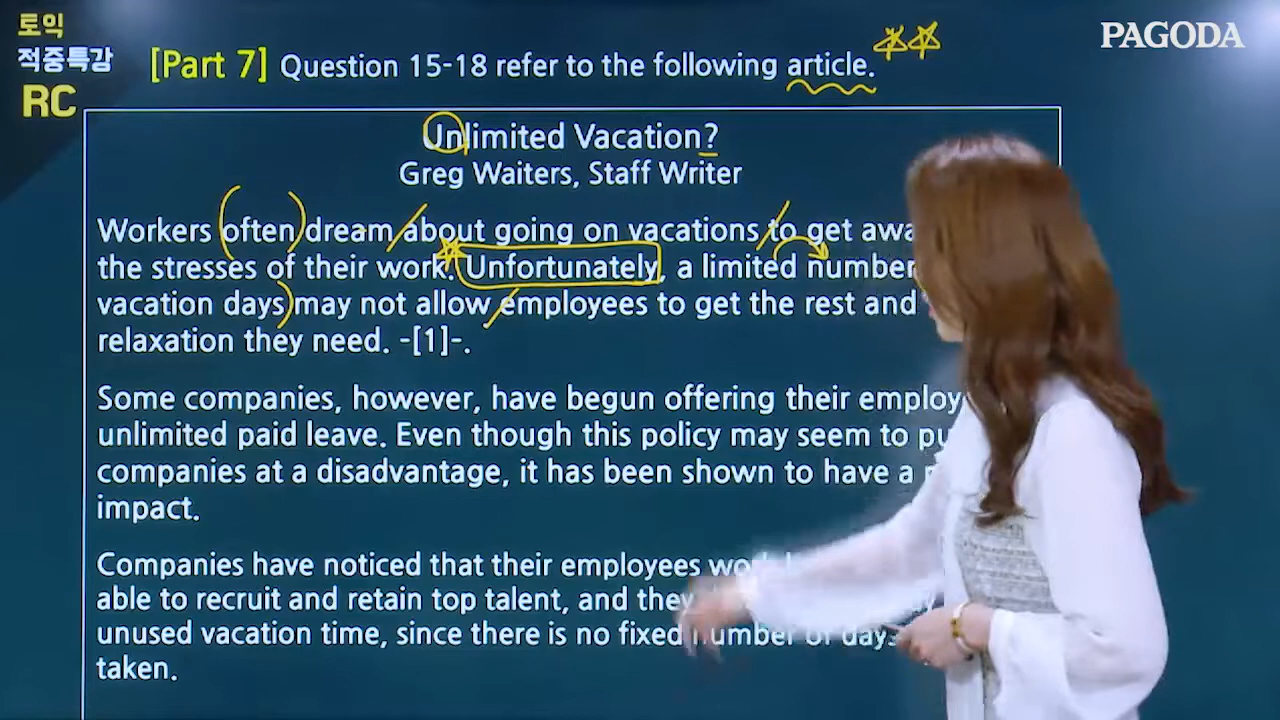 토익
적중특강
RC
PAGODA
[Part 7] Question 15-18 refer to the following article.
Unlimited Vacation?
Greg Waiters, Staff Writer
Workers often dream about going on vacations to get
the stresses of their work. Unfortunately, a limited number
vacation days may not allow employees to get the rest and
relaxation they need. -[1]-.
Some companies, however, have begun offering their
unlimited paid leave. Even though this policy may seem to
companies at a disadvantage, it has been shown to have a
impact.
Companies have noticed that their employees
able to recruit and retain top talent, and they
unused vacation time, since there is no fixed number of days
taken.